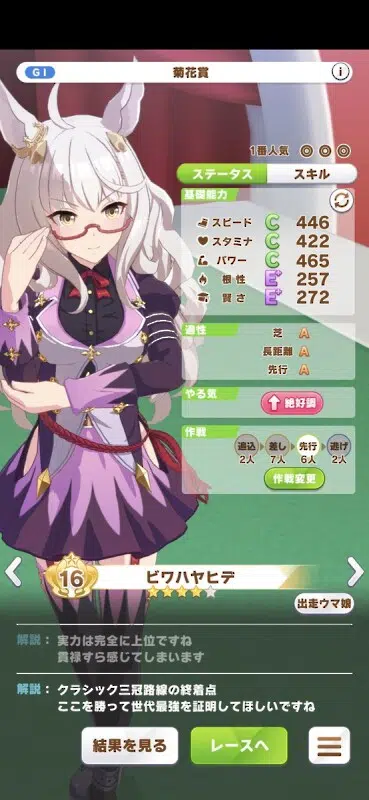 GI 菊花賞 i
1番人気 ◎ ◎ ◎
ステータス スキル
基礎能力
スピード C 446
スタミナ C 422
パワー C 465
根性 E+ 257
賢さ E+ 272
適性
芝 A
長距離 A
先行 A
やる気
絶好調
作戦
追込 差し 先行 逃げ
2人 7人 6人 2人
作戦変更
16 ビワハヤヒデ
出走ウマ娘
解説： 実力は完全に上位ですね
貫禄すら感じてしまいます
解説： クラシック三冠路線の終着点
ここを勝って世代最強を証明してほしいですね
結果を見る レースへ